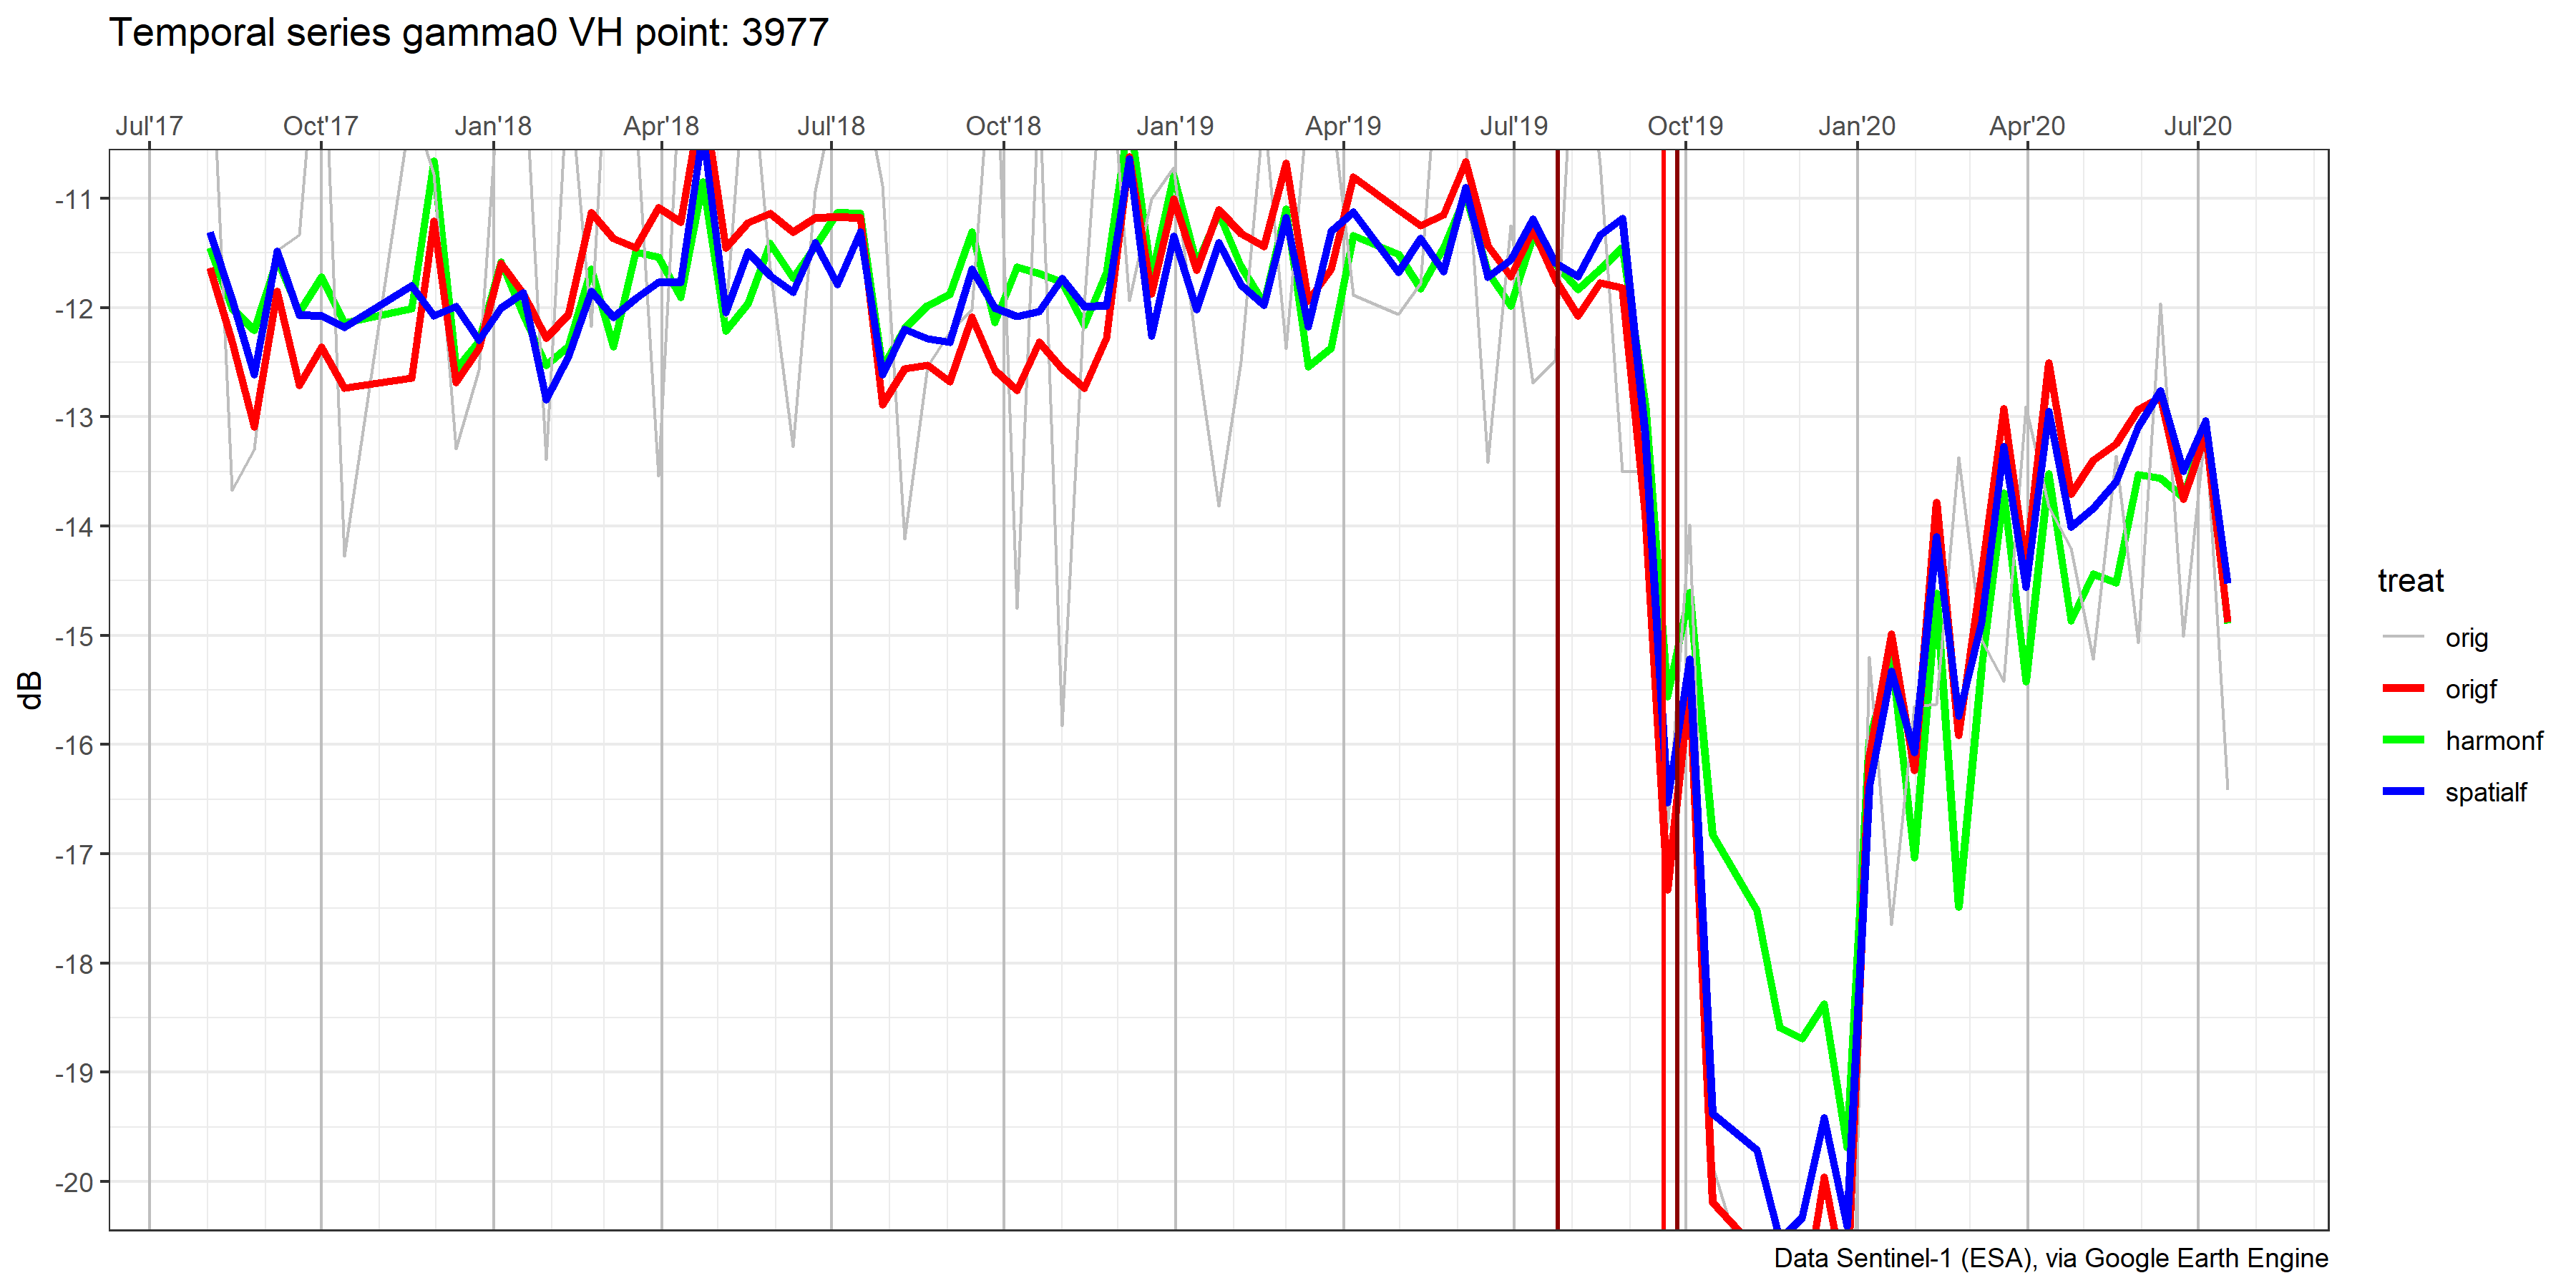 Temporal series gamma0 VH point: 3977
Jul'17 Oct'17 Jan'18 Apr'18 Jul'18 Oct'18 Jan'19 Apr'19 Jul'19 Oct'19 Jan'20 Apr'20 Jul'20
-11
-12
-13
-14
-15
-16
-17
-18
-19
-20
dB
treat
orig
origf
harmonf
spatialf
Data Sentinel-1 (ESA), via Google Earth Engine